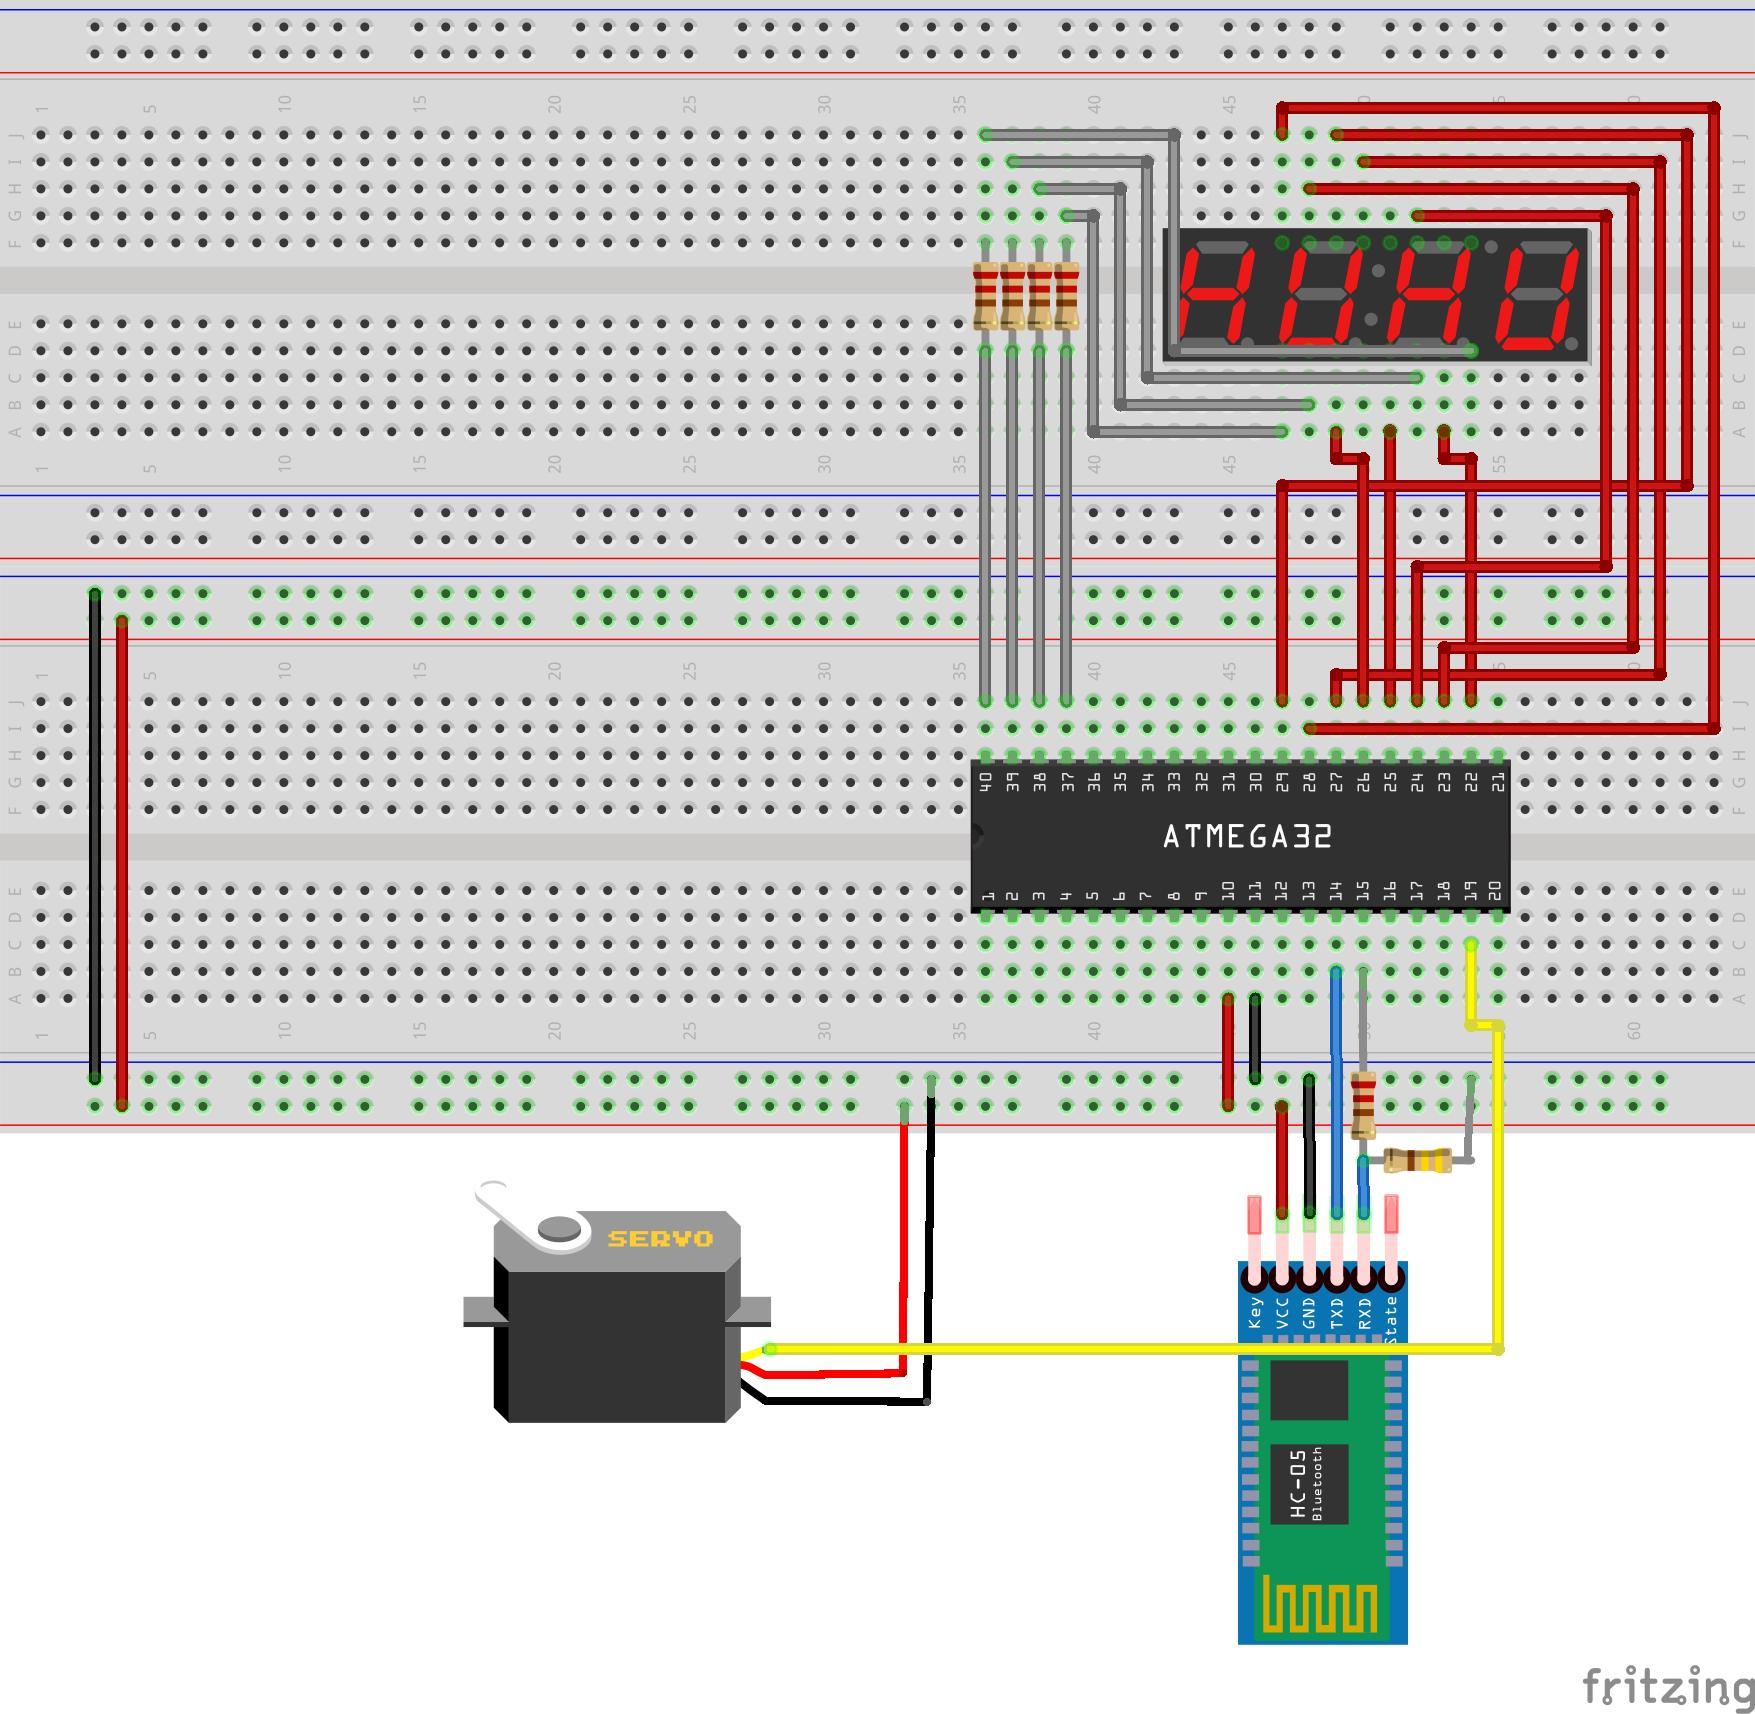 1 5 10 15 20 25 30 35 40 45
J
I
H
G
F
E
D
C
B
A
1 5 10 15 20 25 30 35 40 45 55
1 5 10 15 20 25 30 35 40 45
J
I
H
G
F
40 39 38 37 36 35 34 33 32 31 30 29 28 27 26 25 24 23 22 21
ATMEGA32
1 2 3 4 5 6 7 8 9 10 11 12 13 14 15 16 17 18 19 20
E
D
C
B
A
1 5 10 15 20 25 30 35 40 60
SERVO
Key VCC GND TXD RXD State
HC-05
Bluetooth
fritzing